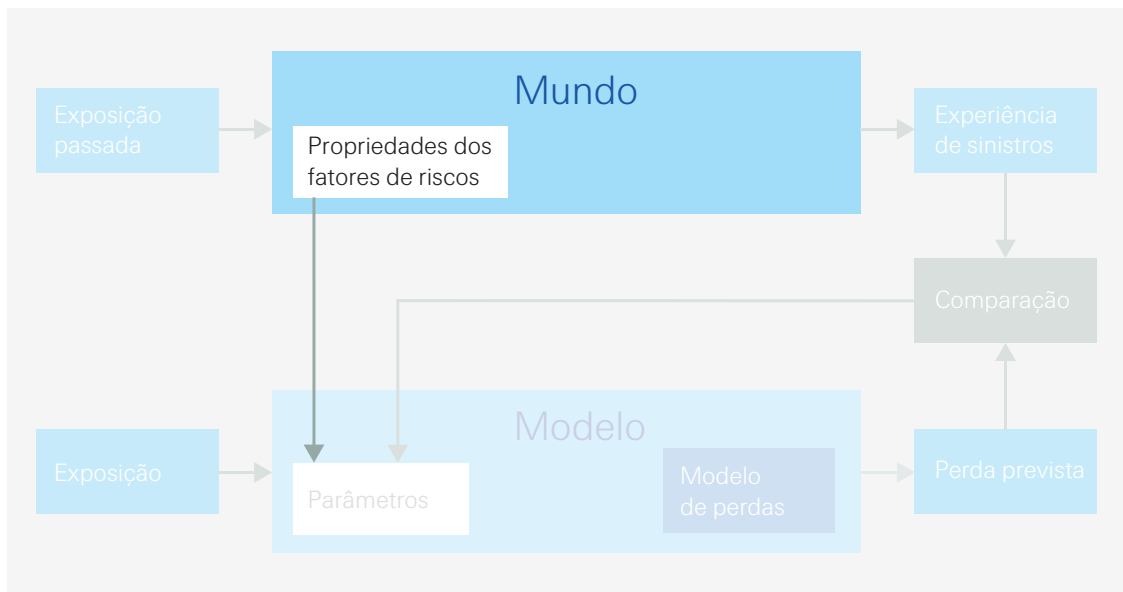 Mundo
Exposição
passada
Propriedades dos
fatores de riscos
Experiência
de sinistros
Comparação
Modelo
Exposição
Parâmetros
Modelo
de perdas
Perda prevista